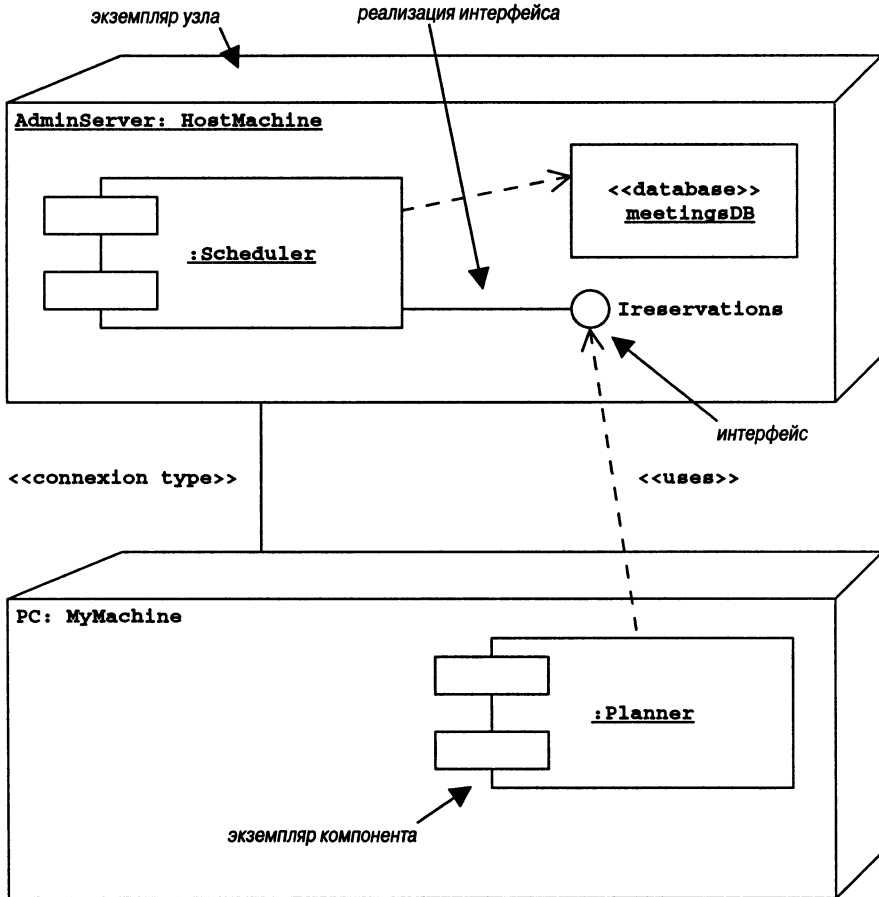 экземпляр узла
реализация интерфейса
AdminServer: HostMachine
<<database>>
meetingsDB
:Scheduler
Ireservations
интерфейс
<<connexion type>>
<<uses>>
PC: MyMachine
:Planner
экземпляр компонента